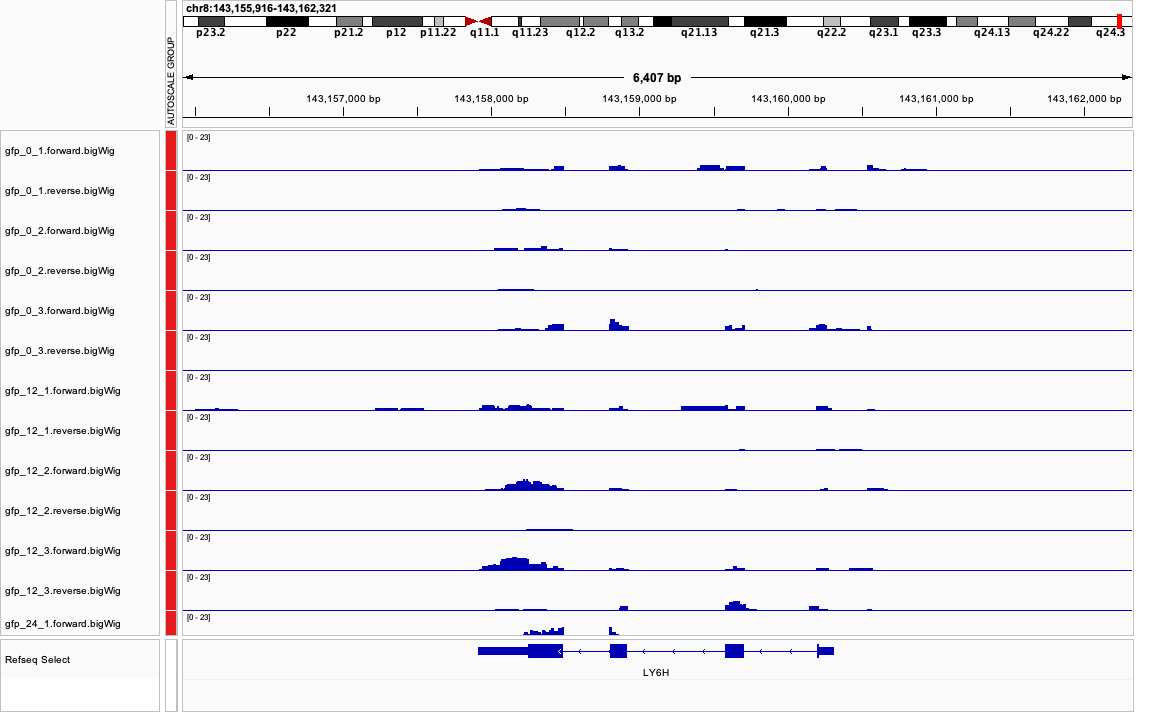 chr8:143,155,916-143,162,321
p23.2 p22 p21.2 p12 p11.22 q11.1 q11.23 q12.2 q13.2 q21.13 q21.3 q22.2 q23.1 q23.3 q24.13 q24.22 q24.3
6,407 bp
143,157,000 bp 143,158,000 bp 143,159,000 bp 143,160,000 bp 143,161,000 bp 143,162,000 bp
AUTOSCALE GROUP
[0 - 23]
gfp_0_1.forward.bigWig
[0 - 23]
gfp_0_1.reverse.bigWig
[0 - 23]
gfp_0_2.forward.bigWig
[0 - 23]
gfp_0_2.reverse.bigWig
[0 - 23]
gfp_0_3.forward.bigWig
[0 - 23]
gfp_0_3.reverse.bigWig
[0 - 23]
gfp_12_1.forward.bigWig
[0 - 23]
gfp_12_1.reverse.bigWig
[0 - 23]
gfp_12_2.forward.bigWig
[0 - 23]
gfp_12_2.reverse.bigWig
[0 - 23]
gfp_12_3.forward.bigWig
[0 - 23]
gfp_12_3.reverse.bigWig
[0 - 23]
gfp_24_1.forward.bigWig
Refseq Select
LY6H